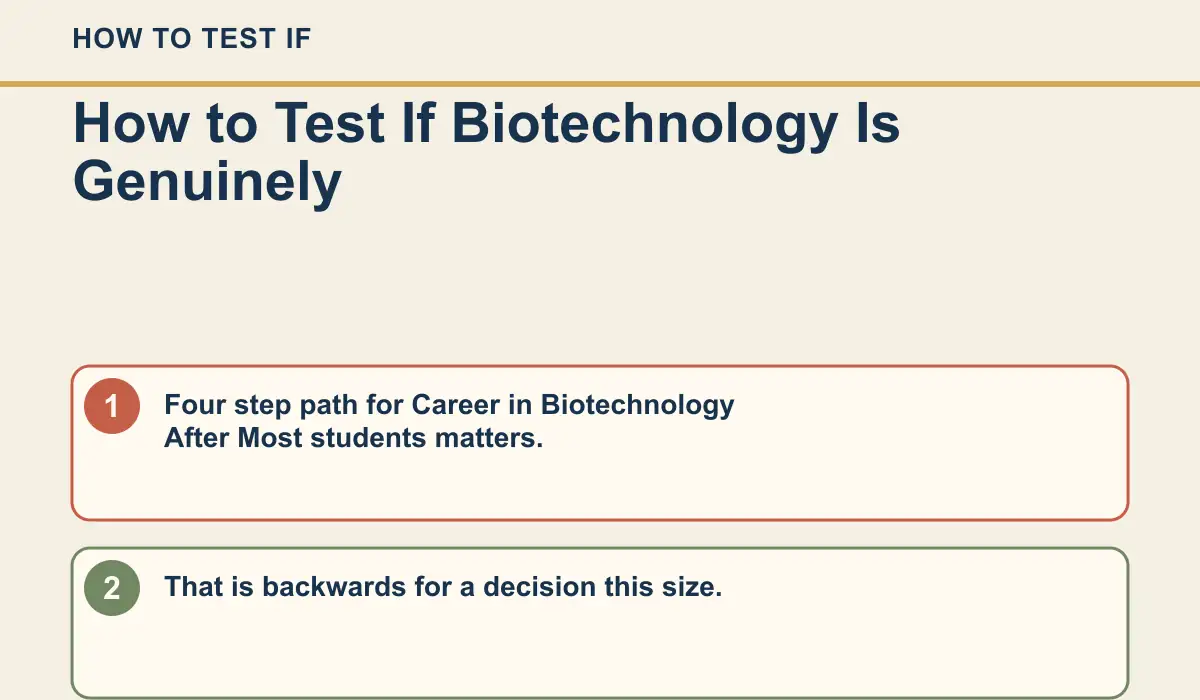 HOW TO TEST IF
How to Test If Biotechnology Is
Genuinely
1
Four step path for Career in Biotechnology
After Most students matters.
2
That is backwards for a decision this size.